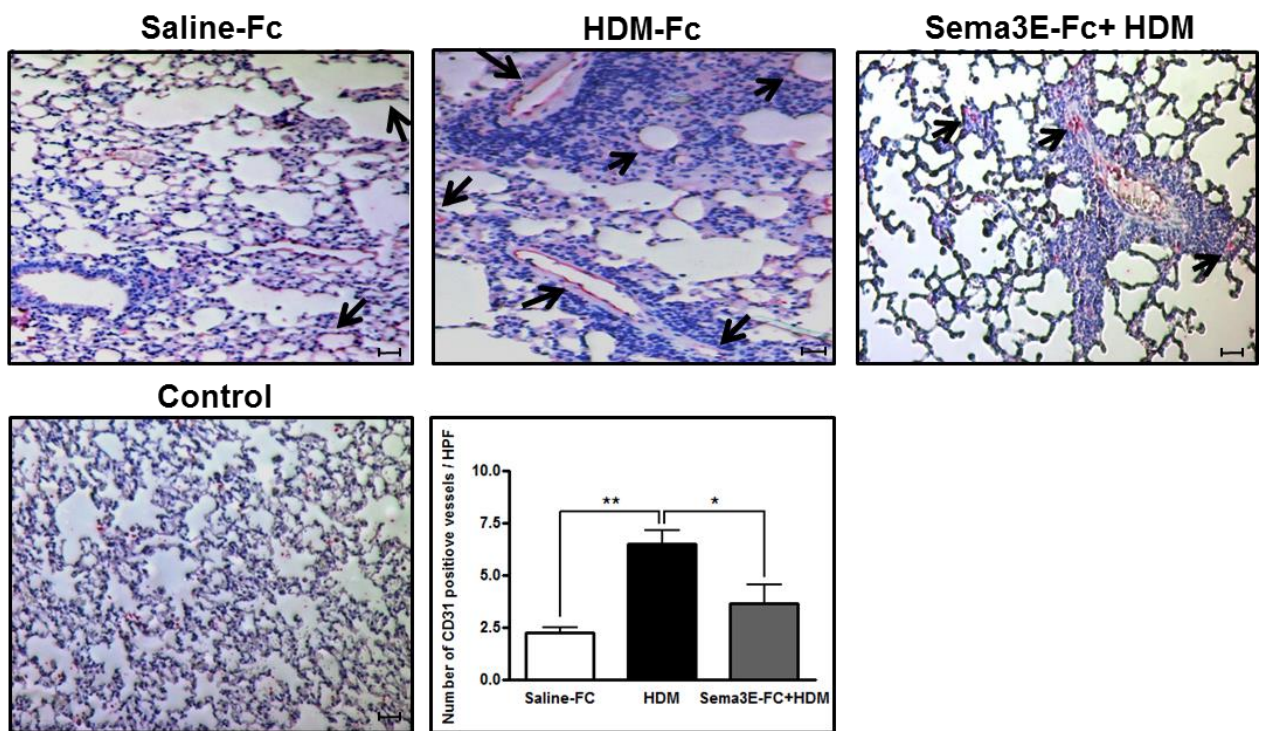 Saline-Fc
HDM-Fc
Sema3E-Fc+ HDM
Control
Number of CD31 positiove vessels / HPF
10.0
7.5
5.0
2.5
0.0
**
*
Saline-FC
HDM
Sema3E-FC+HDM